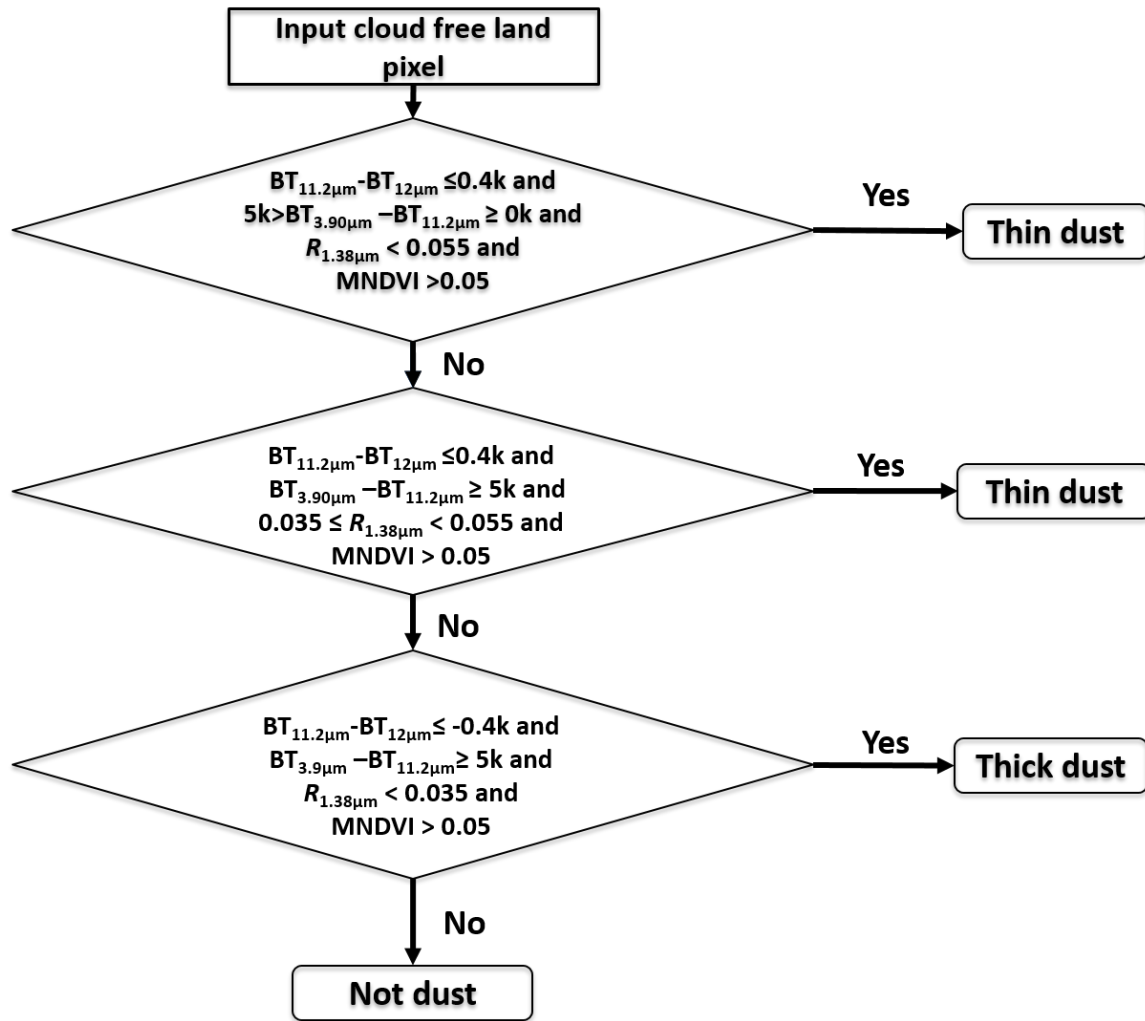 Input cloud free land
pixel
BT11.2μm-BT12μm ≤0.4k and
5k>BT3.90μm –BT11.2μm ≥ 0k and
R1.38μm < 0.055 and
MNDVI >0.05
Yes
Thin dust
No
BT11.2μm-BT12μm ≤0.4k and
BT3.90μm –BT11.2μm ≥ 5k and
0.035 ≤ R1.38μm < 0.055 and
MNDVI > 0.05
Yes
Thin dust
No
BT11.2μm-BT12μm≤ -0.4k and
BT3.9μm –BT11.2μm≥ 5k and
R1.38μm < 0.035 and
MNDVI > 0.05
Yes
Thick dust
No
Not dust